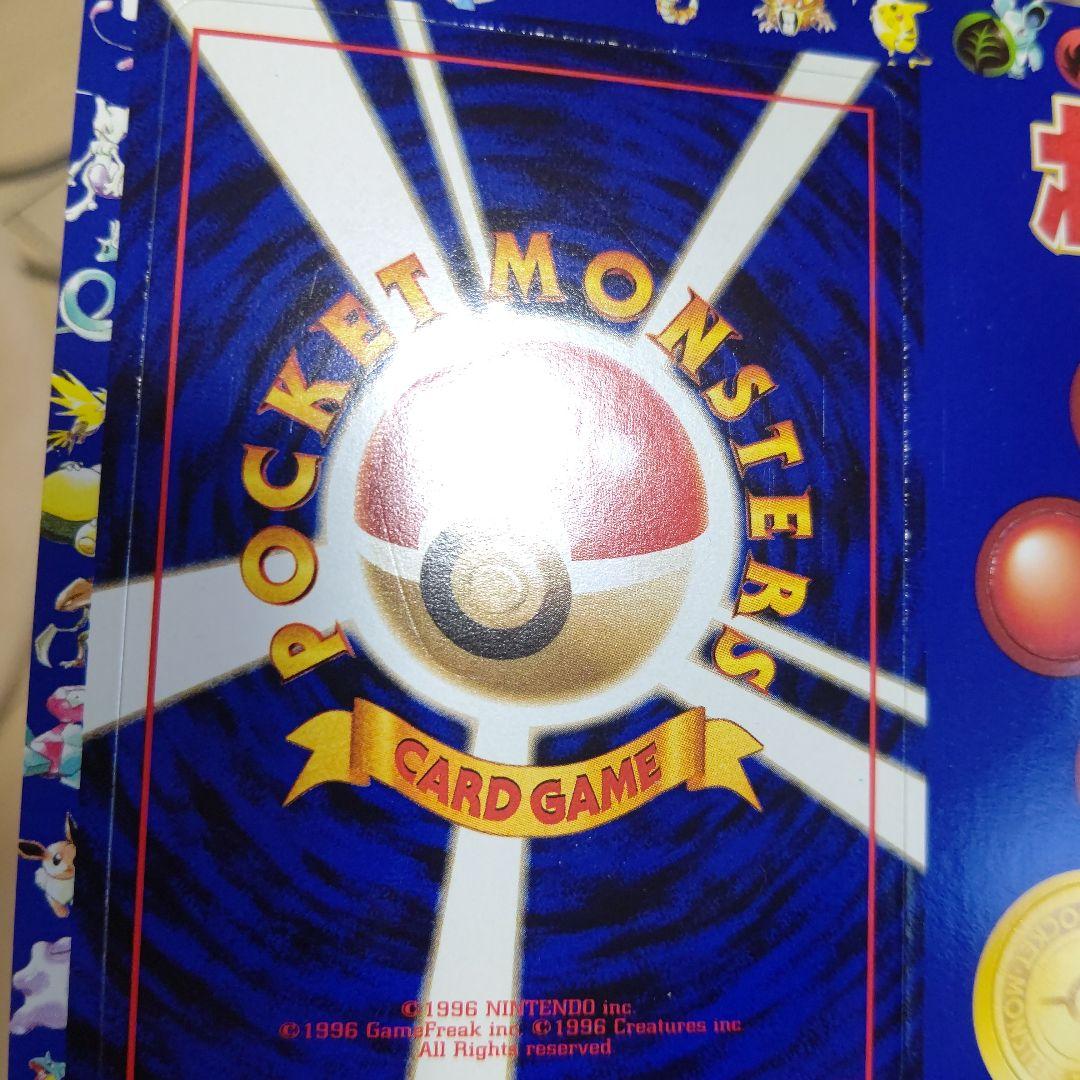 POCKET MONSTERS
CARD GAME
©1996 NINTENDO inc.
©1996 GameFreak inc. ©1996 Creatures inc.
All Rights reserved.